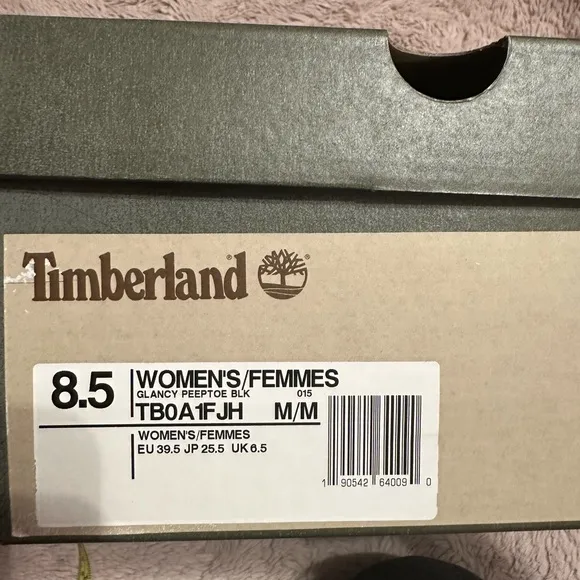 Timberland®
8.5
WOMEN'S/FEMMES
GLANCY PEEPTOE BLK 015
TB0A1FJH M/M
WOMEN'S/FEMMES
EU 39.5 JP 25.5 UK 6.5
1 90542 64009 0